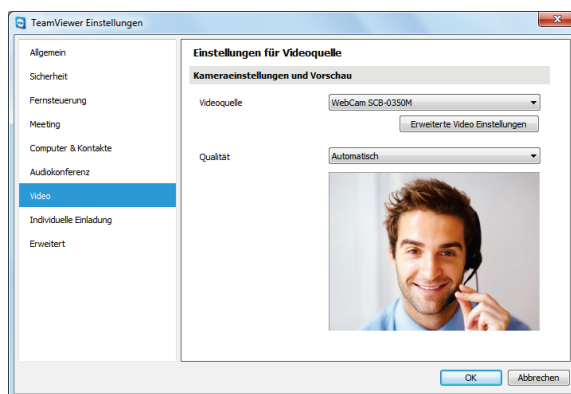 TeamViewer Einstellungen
Allgemein
Sicherheit
Fernsteuerung
Meeting
Computer & Kontakte
Audiokonferenz
Video
Individuelle Einladung
Erweitert
Einstellungen für Videoquelle
Kameraeinstellungen und Vorschau
Videoquelle
WebCam SCB-0350M
Erweiterte Video Einstellungen
Qualität
Automatisch
OK
Abbrechen